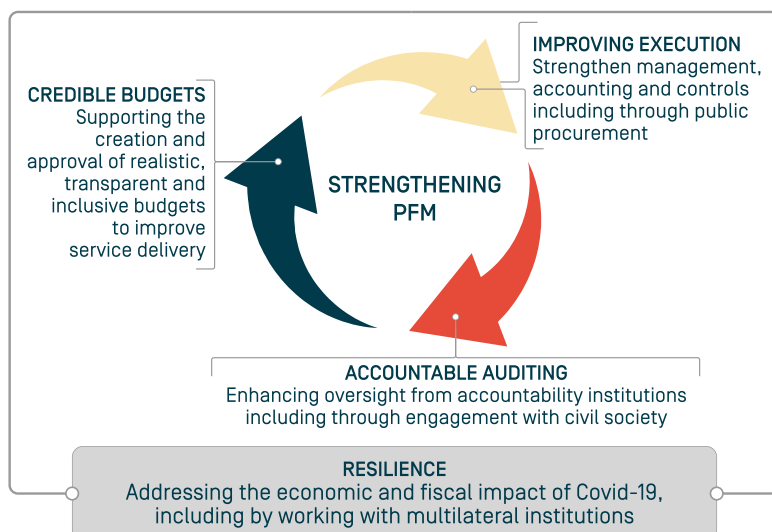 CREDIBLE BUDGETS
Supporting the
creation and
approval of realistic,
transparent and
inclusive budgets
to improve
service delivery
IMPROVING EXECUTION
Strengthen management,
accounting and controls
including through public
procurement
STRENGTHENING
PFM
ACCOUNTABLE AUDITING
Enhancing oversight from accountability institutions
including through engagement with civil society
RESILIENCE
Addressing the economic and fiscal impact of Covid-19,
including by working with multilateral institutions